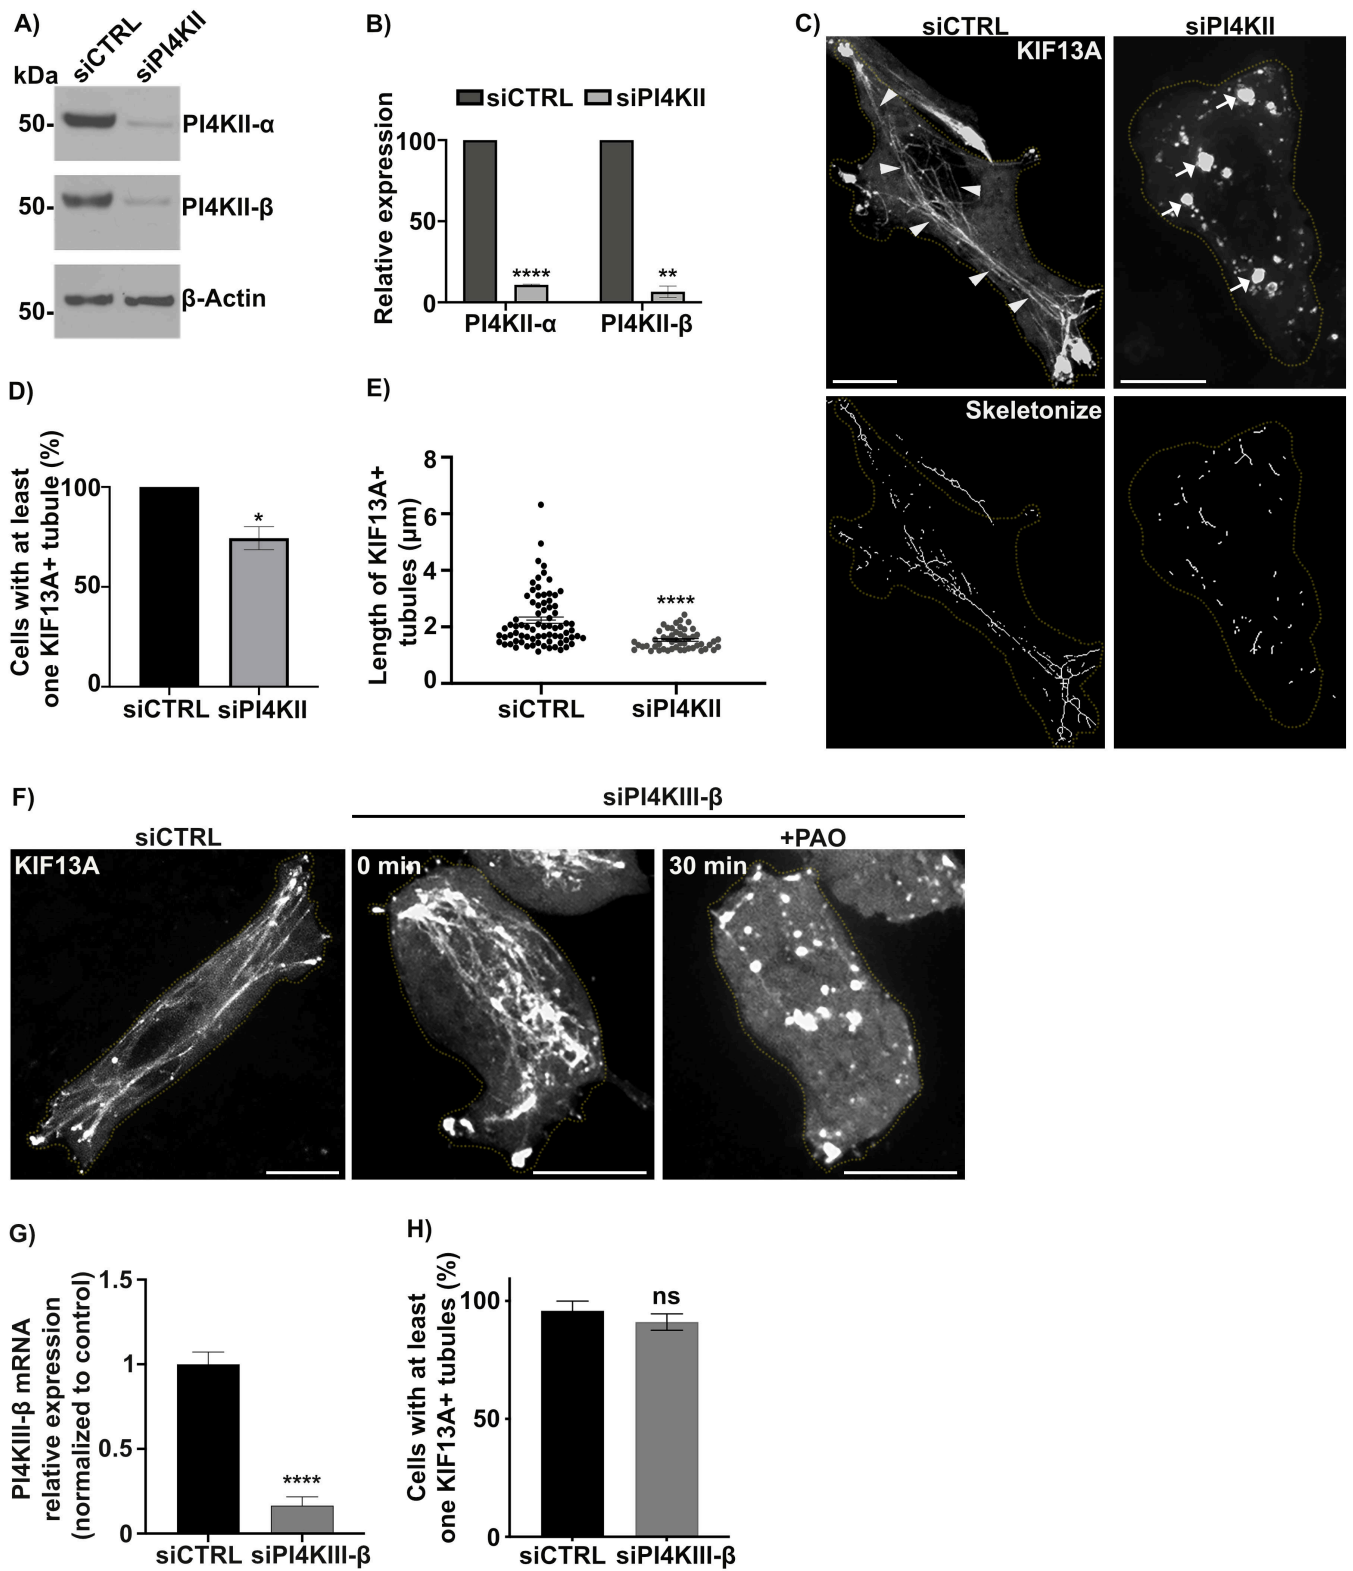 A)
siCTRL
siPI4KII
kDa
50-
PI4KII-α
50-
PI4KII-β
50-
β-Actin
B)
siCTRL
siPI4KII
Relative expression
100
50
0
****
**
PI4KII-α
PI4KII-β
C)
siCTRL
siPI4KII
KIF13A
Skeletonize
D)
Cells with at least
one KIF13A+ tubule (%)
100
50
0
*
siCTRL
siPI4KII
E)
Length of KIF13A+
tubules (µm)
8
6
4
2
0
****
siCTRL
siPI4KII
F)
siPI4KIII-β
siCTRL
+PAO
KIF13A
0 min
30 min
G)
PI4KIII-β mRNA
relative expression
(normalized to control)
1.5
1
0.5
0
****
siCTRL
siPI4KIII-β
H)
Cells with at least
one KIF13A+ tubules (%)
100
50
0
ns
siCTRL
siPI4KIII-β